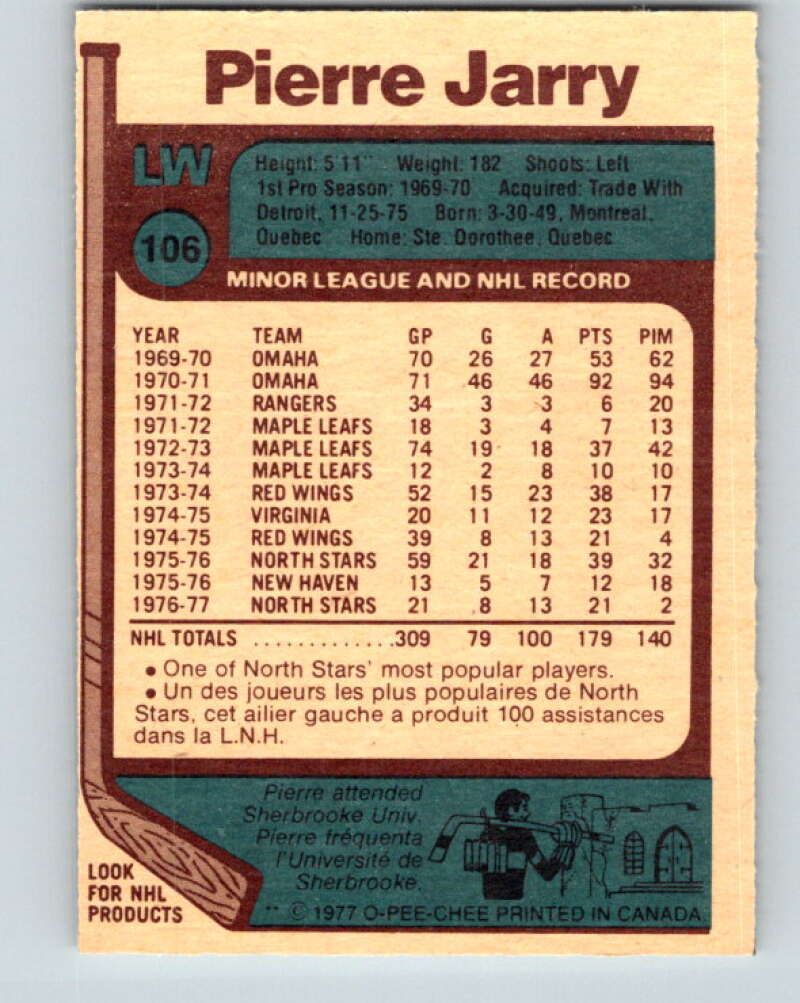 Pierre Jarry
LW
Height: 5'11" Weight: 182 Shoots: Left
1st Pro Season: 1969-70 Acquired: Trade With
Detroit, 11-25-75 Born: 3-30-49, Montreal,
Quebec Home: Ste. Dorothee, Quebec
106
MINOR LEAGUE AND NHL RECORD
YEAR TEAM GP G A PTS PIM
1969-70 OMAHA 70 26 27 53 62
1970-71 OMAHA 71 46 46 92 94
1971-72 RANGERS 34 3 3 6 20
1971-72 MAPLE LEAFS 18 3 4 7 13
1972-73 MAPLE LEAFS 74 19 18 37 42
1973-74 MAPLE LEAFS 12 2 8 10 10
1973-74 RED WINGS 52 15 23 38 17
1974-75 VIRGINIA 20 11 12 23 17
1974-75 RED WINGS 39 8 13 21 4
1975-76 NORTH STARS 59 21 18 39 32
1975-76 NEW HAVEN 13 5 7 12 18
1976-77 NORTH STARS 21 8 13 21 2
NHL TOTALS .............309 79 100 179 140
• One of North Stars' most popular players.
• Un des joueurs les plus populaires de North
Stars, cet ailier gauche a produit 100 assistances
dans la L.N.H.
Pierre attended
Sherbrooke Univ.
Pierre fréquenta
l'Université de
Sherbrooke.
LOOK
FOR NHL
PRODUCTS
** © 1977 O-PEE-CHEE PRINTED IN CANADA